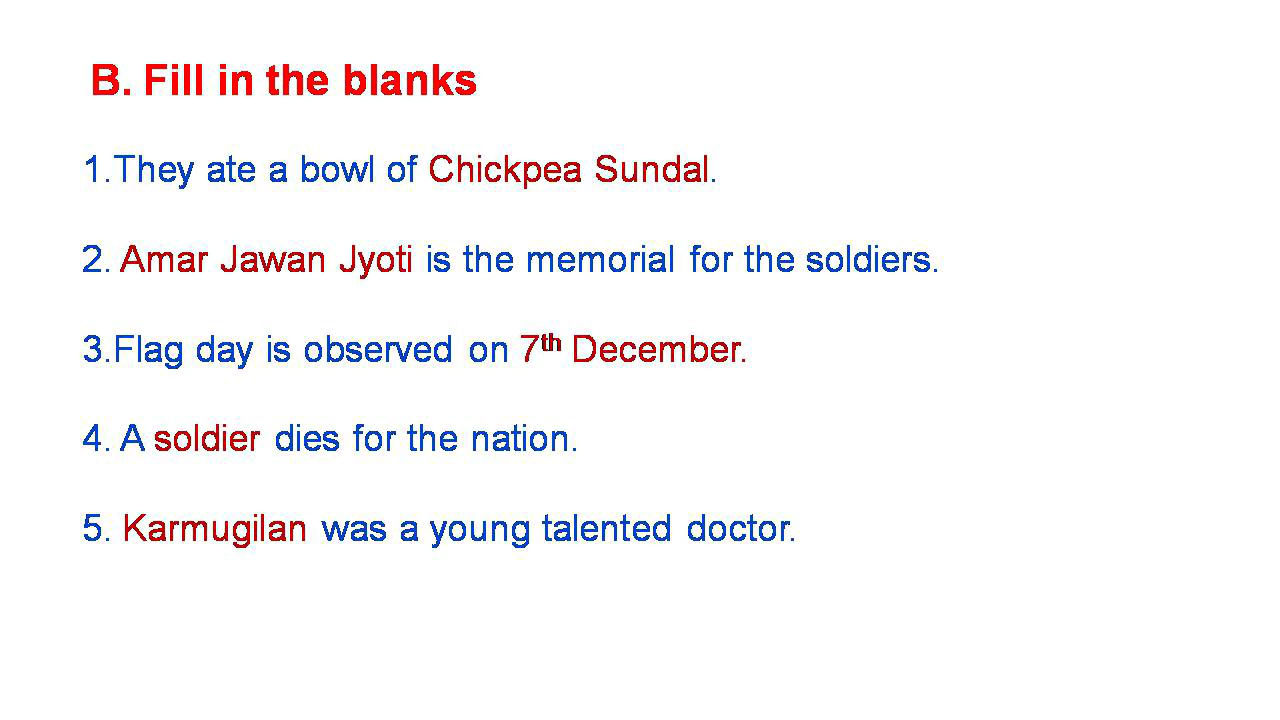 B. Fill in the blanks
1.They ate a bowl of Chickpea Sundal.
2. Amar Jawan Jyoti is the memorial for the soldiers.
3.Flag day is observed on 7th December.
4. A soldier dies for the nation.
5. Karmugilan was a young talented doctor.